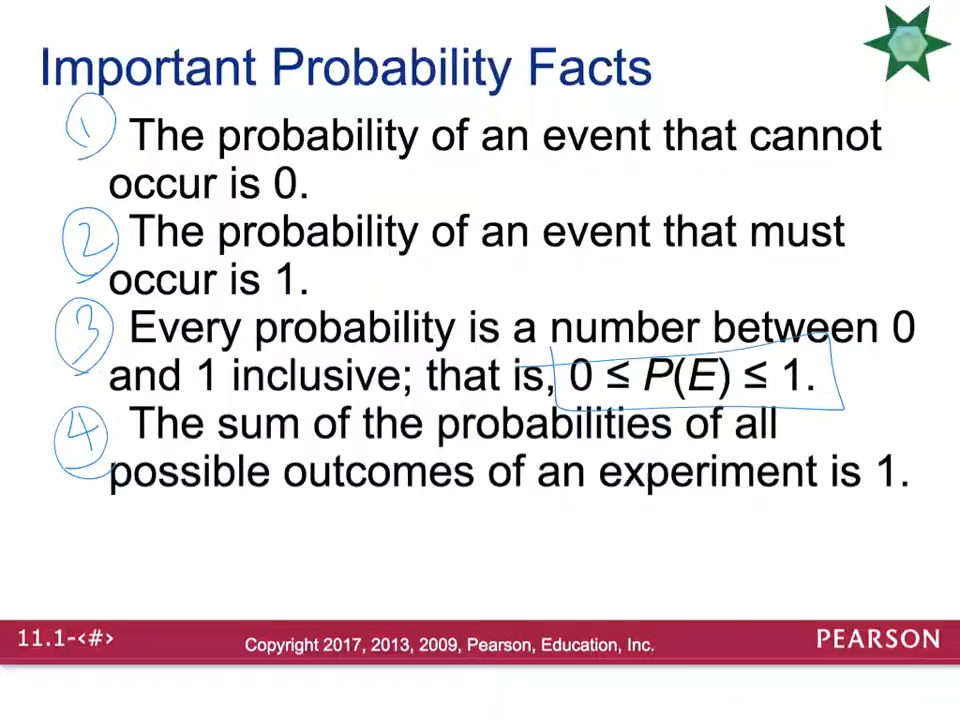 Important Probability Facts
1 The probability of an event that cannot
occur is 0.
2 The probability of an event that must
occur is 1.
3 Every probability is a number between 0
and 1 inclusive; that is, 0 ≤ P(E) ≤ 1.
4 The sum of the probabilities of all
possible outcomes of an experiment is 1.
11.1-<#>
Copyright 2017, 2013, 2009, Pearson, Education, Inc.
PEARSON